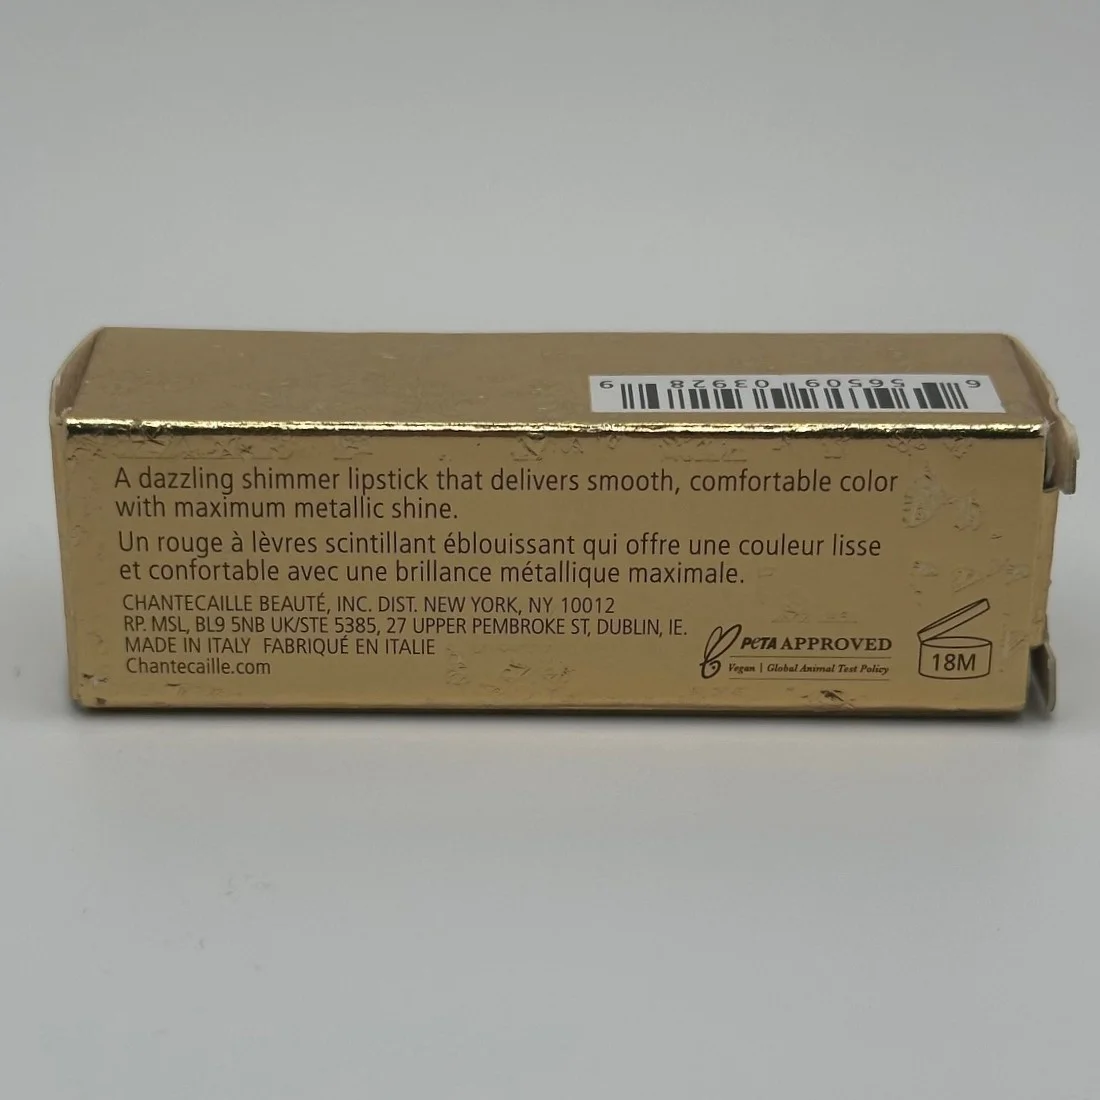 6 56509 03928 9
A dazzling shimmer lipstick that delivers smooth, comfortable color
with maximum metallic shine.
Un rouge à lèvres scintillant éblouissant qui offre une couleur lisse
et confortable avec une brillance métallique maximale.
CHANTECAILLE BEAUTÉ, INC. DIST. NEW YORK, NY 10012
RP. MSL, BL9 5NB UK/STE 5385, 27 UPPER PEMBROKE ST, DUBLIN, IE.
MADE IN ITALY FABRIQUÉ EN ITALIE
Chantecaille.com
PETA APPROVED
Vegan | Global Animal Test Policy
18M